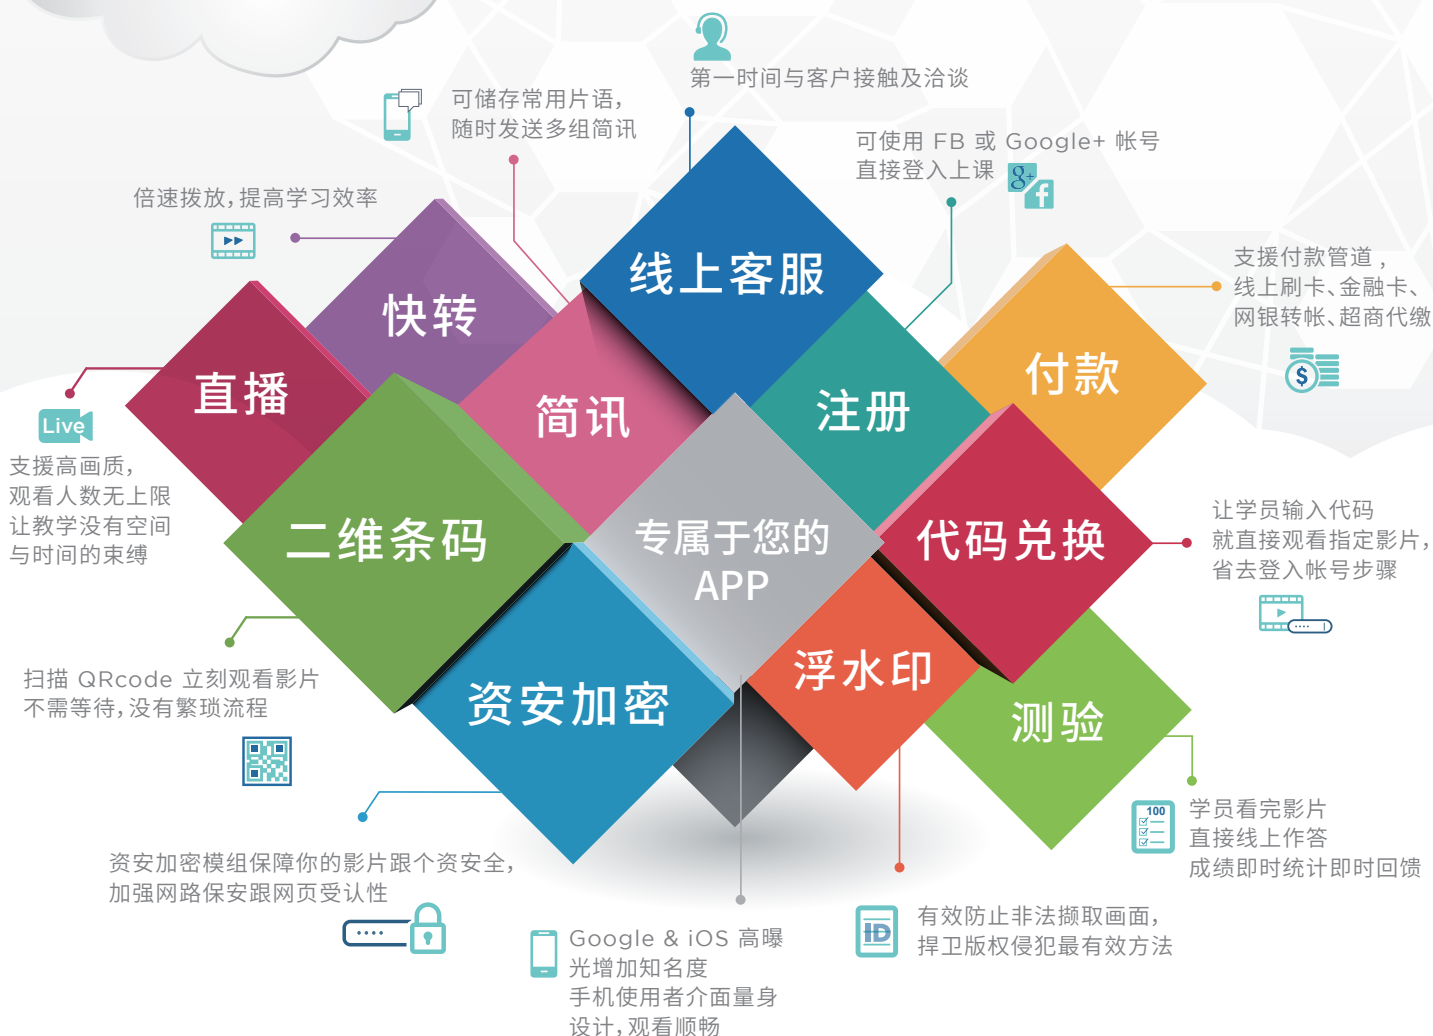 第一时间与客户接触及洽谈
可储存常用片语，
随时发送多组简讯
可使用 FB 或 Google+ 帐号
直接登入上课
g+
f
倍速拨放，提高学习效率
支援付款管道，
线上刷卡、金融卡、
网银转帐、超商代缴
$
线上客服
快转
直播
简讯
注册
付款
Live
支援高画质，
观看人数无上限
让教学没有空间
与时间的束缚
二维条码
专属于您的
APP
代码兑换
让学员输入代码
就直接观看指定影片，
省去登入帐号步骤
扫描 QRcode 立刻观看影片
不需等待，没有繁琐流程
资安加密
浮水印
测验
资安加密模组保障你的影片跟个资安全，
加强网路保安跟网页受认性
100
学员看完影片
直接线上作答
成绩即时统计即时回馈
Google & iOS 高曝
光增加知名度
手机使用者介面量身
设计，观看顺畅
ID
有效防止非法撷取画面，
捍卫版权侵犯最有效方法